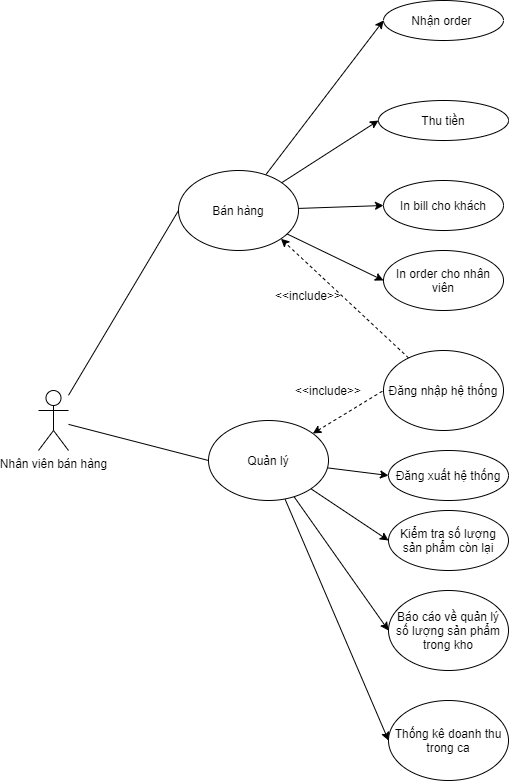 Nhận order
Thu tiền
Bán hàng
In bill cho khách
In order cho nhân
viên
<<include>>
Đăng nhập hệ thống
<<include>>
Nhân viên bán hàng
Quản lý
Đăng xuất hệ thống
Kiểm tra số lượng
sản phẩm còn lại
Báo cáo về quản lý
số lượng sản phẩm
trong kho
Thống kê doanh thu
trong ca